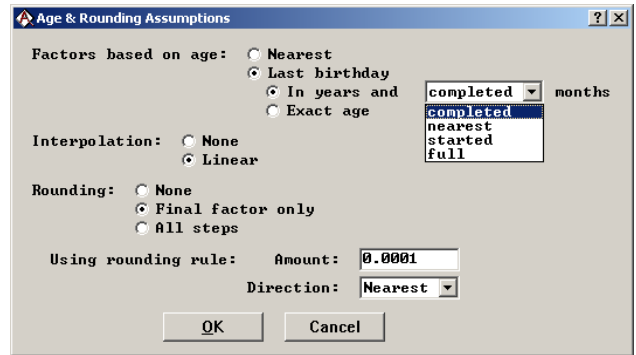 Age & Rounding Assumptions
Factors based on age: Nearest
Last birthday
In years and completed months
Exact age
completed
nearest
started
full
Interpolation: None
Linear
Rounding: None
Final factor only
All steps
Using rounding rule: Amount: 0.0001
Direction: Nearest
OK Cancel